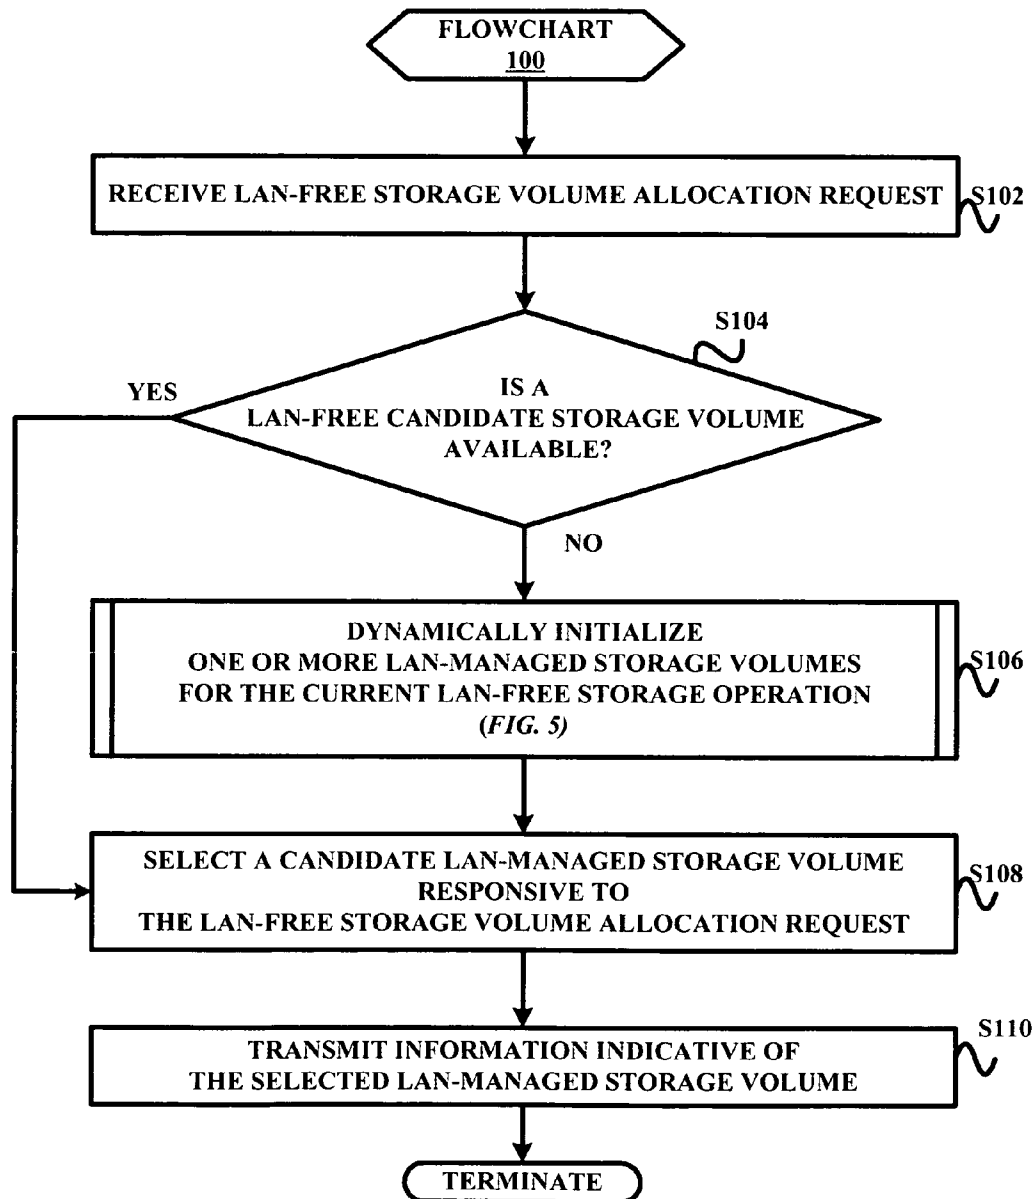 FLOWCHART
100
RECEIVE LAN-FREE STORAGE VOLUME ALLOCATION REQUEST
S102
S104
YES
IS A
LAN-FREE CANDIDATE STORAGE VOLUME
AVAILABLE?
NO
DYNAMICALLY INITIALIZE
ONE OR MORE LAN-MANAGED STORAGE VOLUMES
FOR THE CURRENT LAN-FREE STORAGE OPERATION
(FIG. 5)
S106
SELECT A CANDIDATE LAN-MANAGED STORAGE VOLUME
RESPONSIVE TO
THE LAN-FREE STORAGE VOLUME ALLOCATION REQUEST
S108
TRANSMIT INFORMATION INDICATIVE OF
THE SELECTED LAN-MANAGED STORAGE VOLUME
S110
TERMINATE